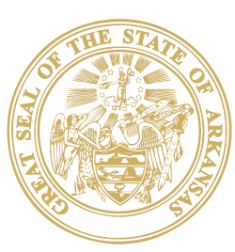 GREAT SEAL OF THE STATE OF ARKANSAS